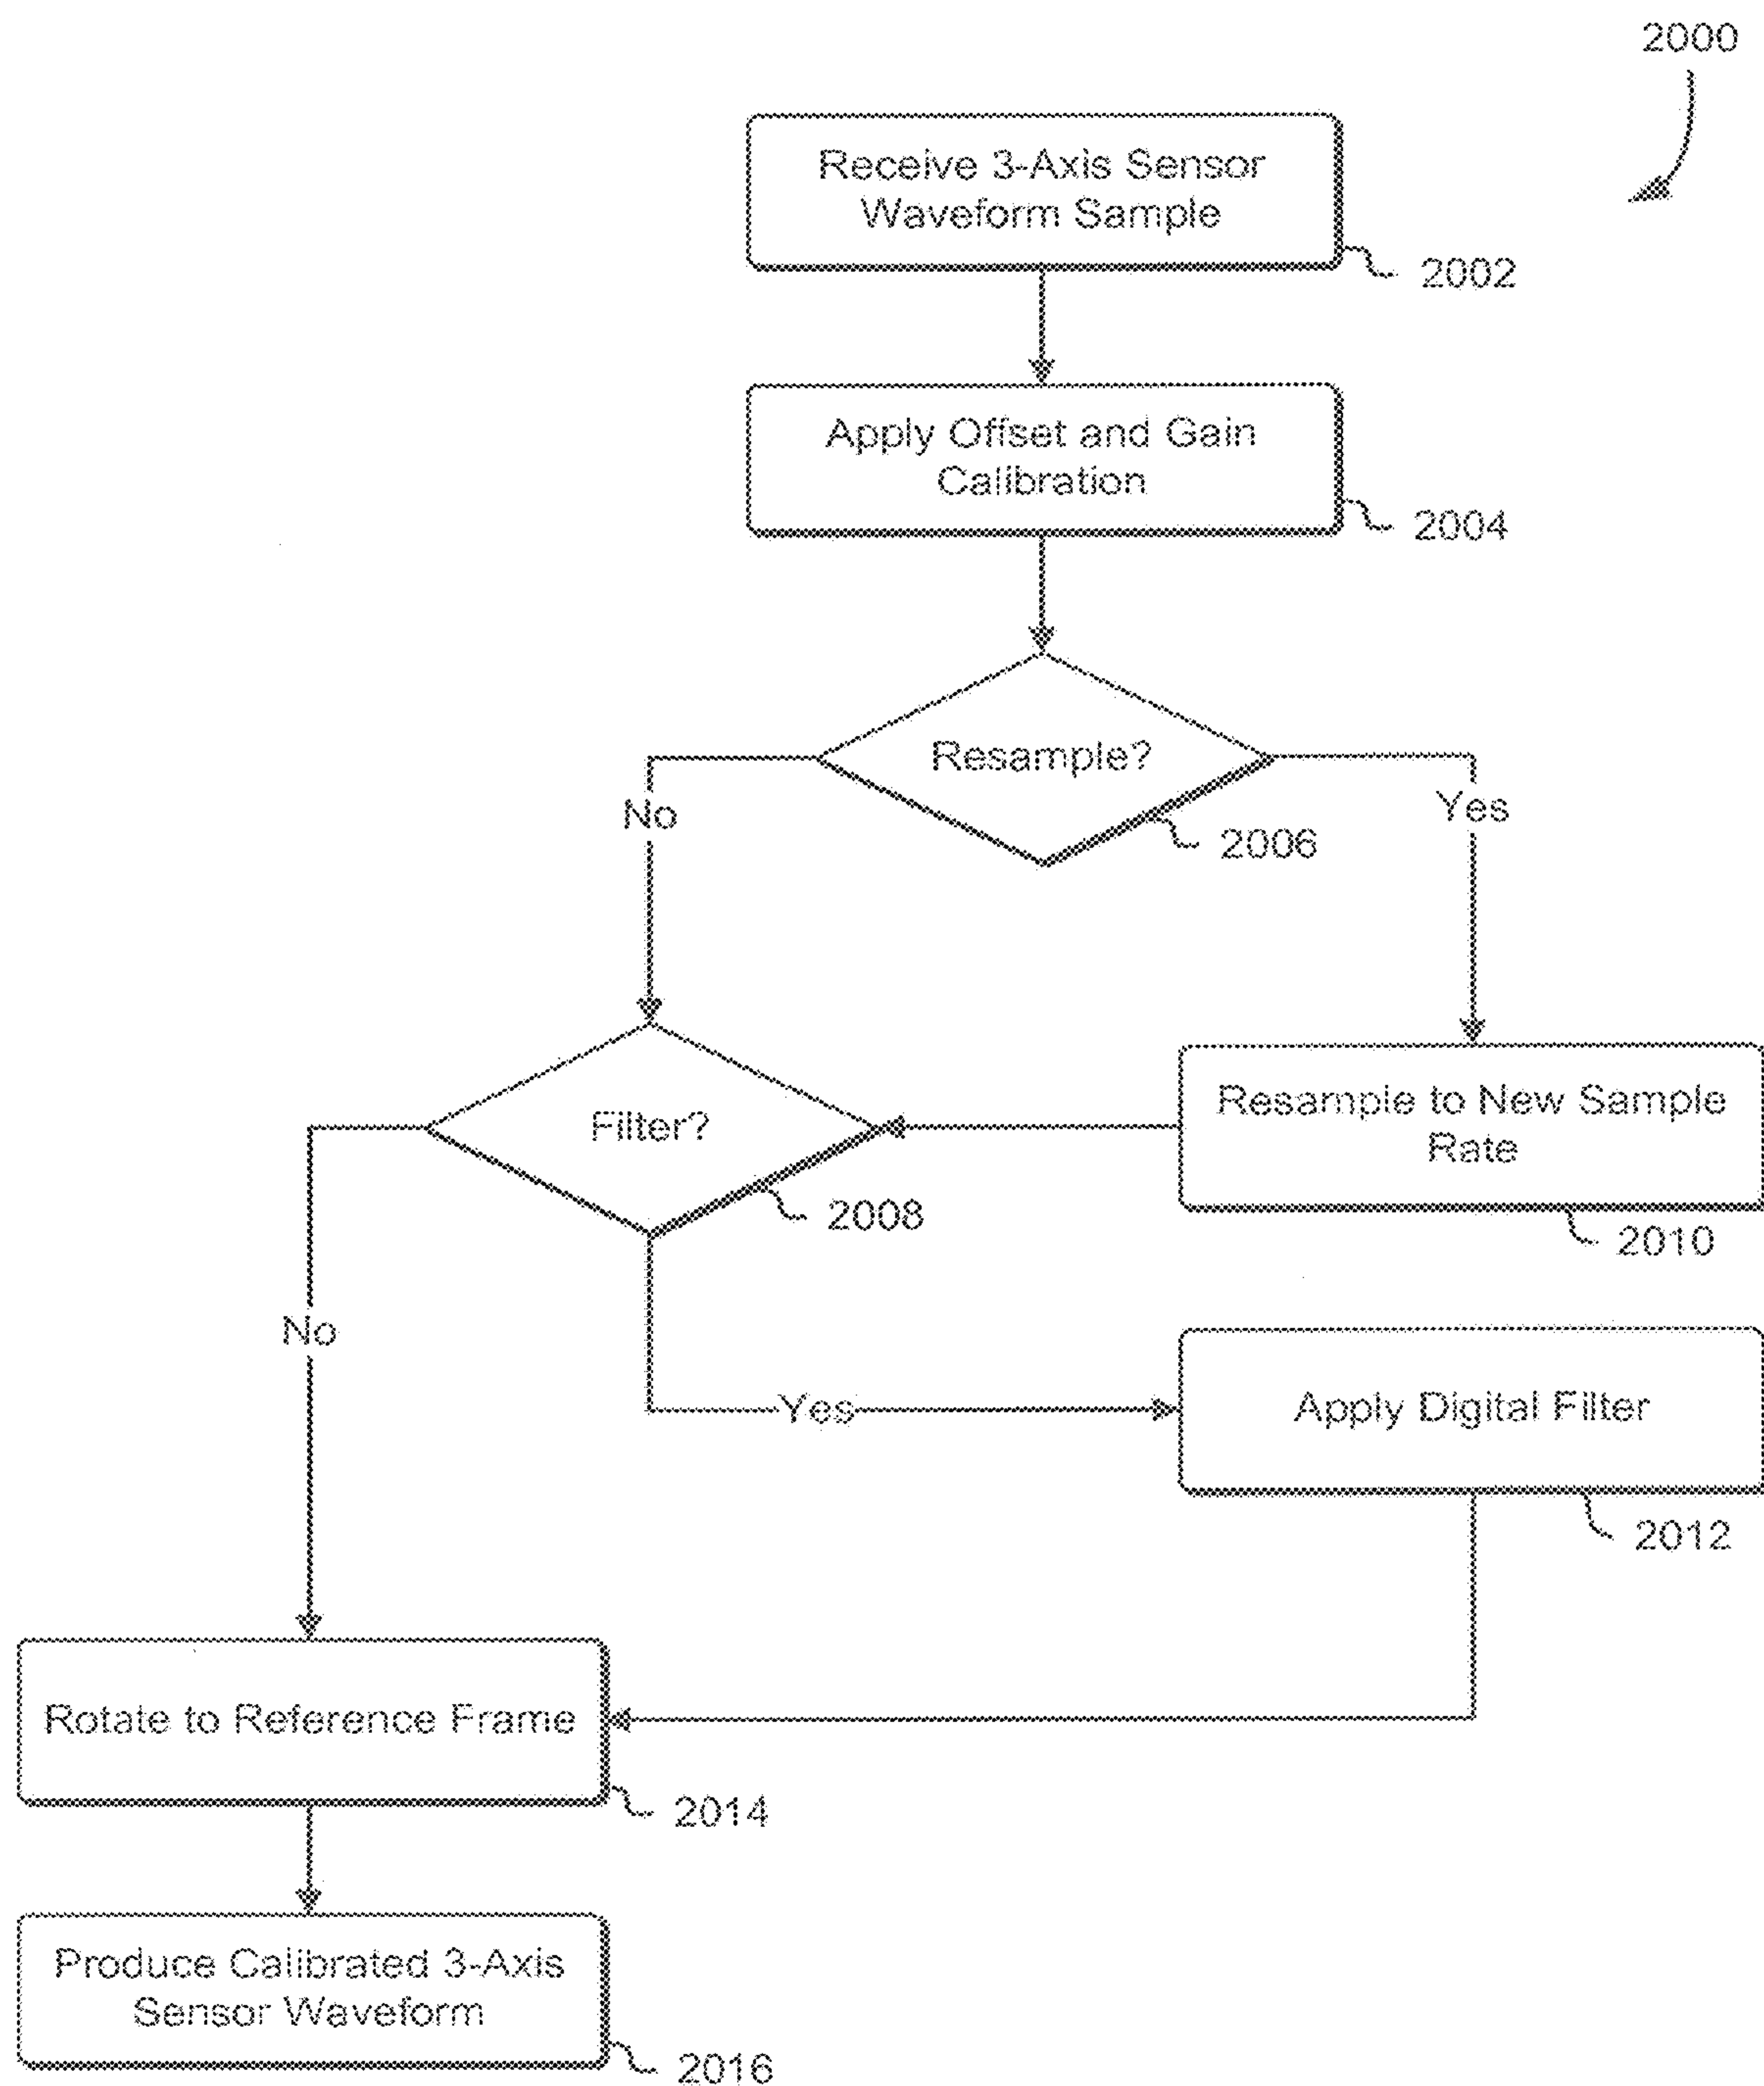 2000
Receive 3-Axis Sensor
Waveform Sample
2002
Apply Offset and Gain
Calibration
2004
Resample?
2006
No
Yes
Filter?
2008
Resample to New Sample
Rate
2010
No
Yes
Apply Digital Filter
2012
Rotate to Reference Frame
2014
Produce Calibrated 3-Axis
Sensor Waveform
2016